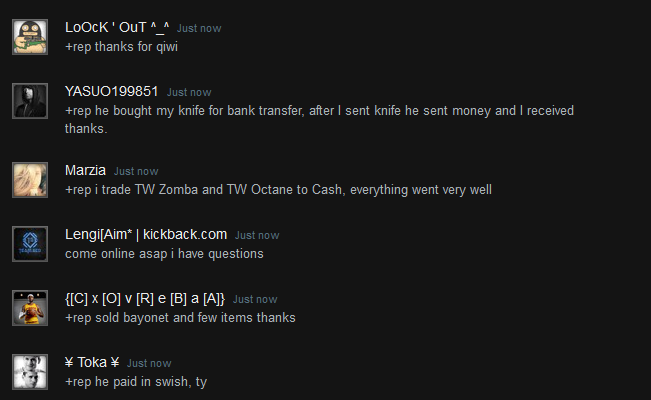 LoOcK ' OuT ^_^ Just now
+rep thanks for qiwi
YASUO199851 Just now
+rep he bought my knife for bank transfer, after I sent knife he sent money and I received
thanks.
Marzia Just now
+rep i trade TW Zomba and TW Octane to Cash, everything went very well
Lengi[Aim* | kickback.com Just now
come online asap i have questions
{[C] x [O] v [R] e [B] a [A]} Just now
+rep sold bayonet and few items thanks
¥ Toka ¥ Just now
+rep he paid in swish, ty